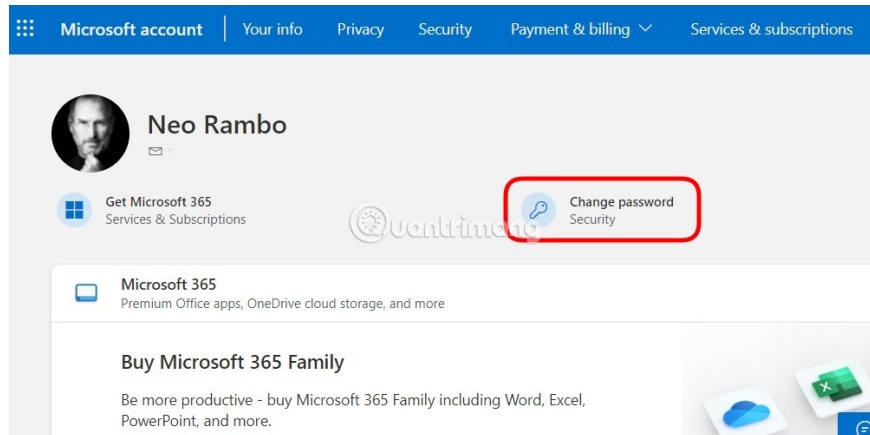 Microsoft account Your info Privacy Security Payment & billing Services & subscriptions
Neo Rambo
Get Microsoft 365
Services & Subscriptions
Change password
Security
Quantrimang
Microsoft 365
Premium Office apps, OneDrive cloud storage, and more
Buy Microsoft 365 Family
Be more productive - buy Microsoft 365 Family including Word, Excel,
PowerPoint, and more.